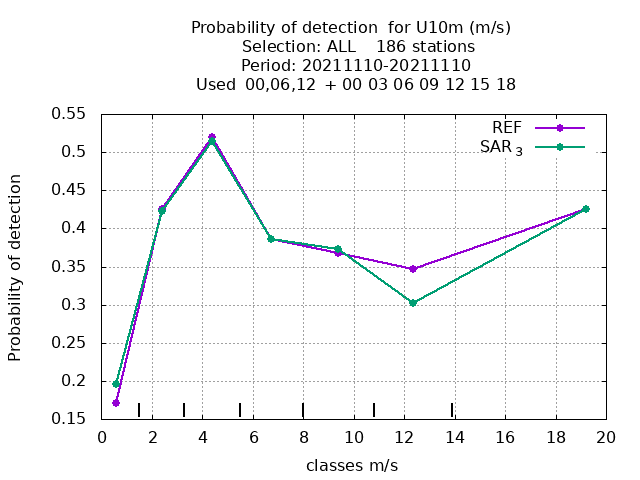 Probability of detection  for U10m (m/s)
Selection: ALL    186 stations
Period: 20211110-20211110
Used  00,06,12  + 00 03 06 09 12 15 18
REF
SAR 3
0.55
0.5
0.45
0.4
0.35
0.3
0.25
0.2
0.15
Probability of detection
0 2 4 6 8 10 12 14 16 18 20
classes m/s